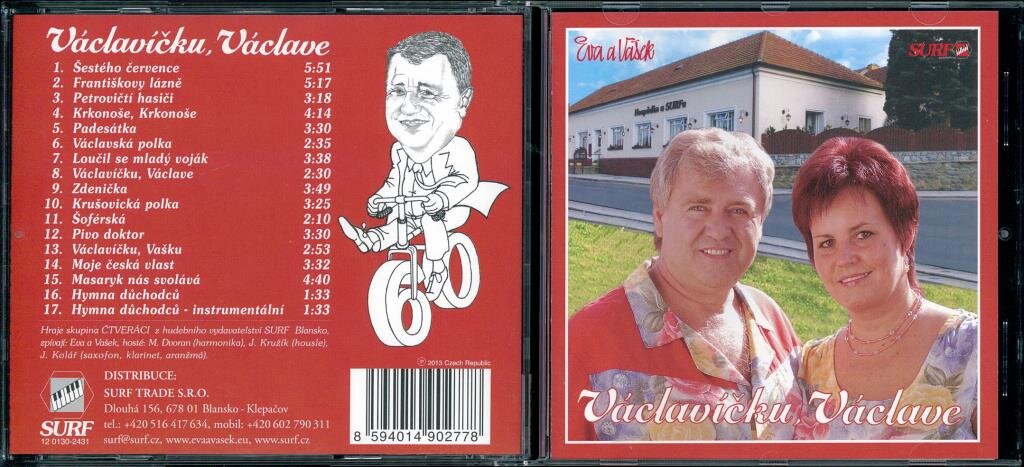 Václavíčku, Václave
1. Šestého července 5:51
2. Františkovy lázně 5:17
3. Petrovičtí hasiči 3:18
4. Krkonoše, Krkonoše 4:14
5. Padesátka 3:30
6. Václavská polka 2:35
7. Loučil se mladý voják 3:38
8. Václavíčku, Václave 2:30
9. Zdenička 3:49
10. Krušovická polka 3:25
11. Šoférská 2:10
12. Pivo doktor 3:30
13. Václavíčku, Vašku 2:53
14. Moje česká vlast 3:32
15. Masaryk nás svolává 4:40
16. Hymna důchodců 1:33
17. Hymna důchodců - instrumentální 1:33
Hraje skupina ČTVERÁCI z hudebního vydavatelství SURF Blansko,
zpívají: Eva a Vašek, hosté: M. Dvoran (harmonika), J. Kružík (housle),
J. Kolář (saxofon, klarinet, aranžmá).
℗ 2013 Czech Republic
DISTRIBUCE:
SURF TRADE S.R.O.
Dlouhá 156, 678 01 Blansko - Klepačov
tel.: +420 516 417 634, mobil: +420 602 790 311
surf@surf.cz, www.evaavasek.eu, www.surf.cz
SURF
12 0130-2431
8 594014 902778
Eva a Vašek
SURF
Hospůdka u SURFu
Václavíčku, Václave